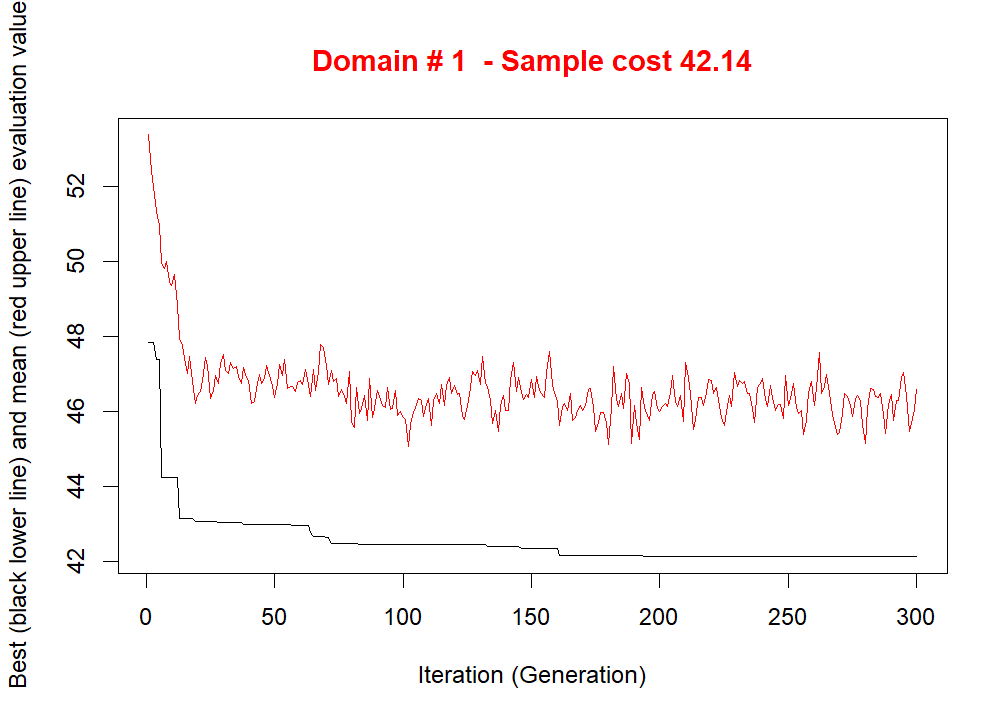 Domain # 1  - Sample cost 42.14
Best (black lower line) and mean (red upper line) evaluation value
52
50
48
46
44
42
0 50 100 150 200 250 300
Iteration (Generation)